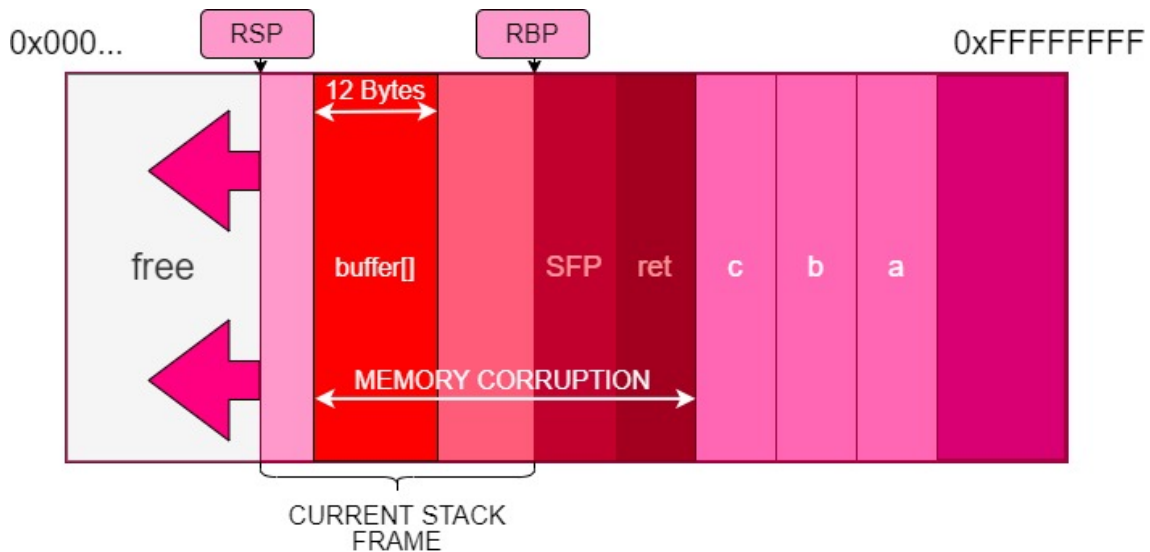 0x000...
RSP
RBP
0xFFFFFFFF
12 Bytes
free
buffer[]
SFP
ret
c
b
a
MEMORY CORRUPTION
CURRENT STACK
FRAME